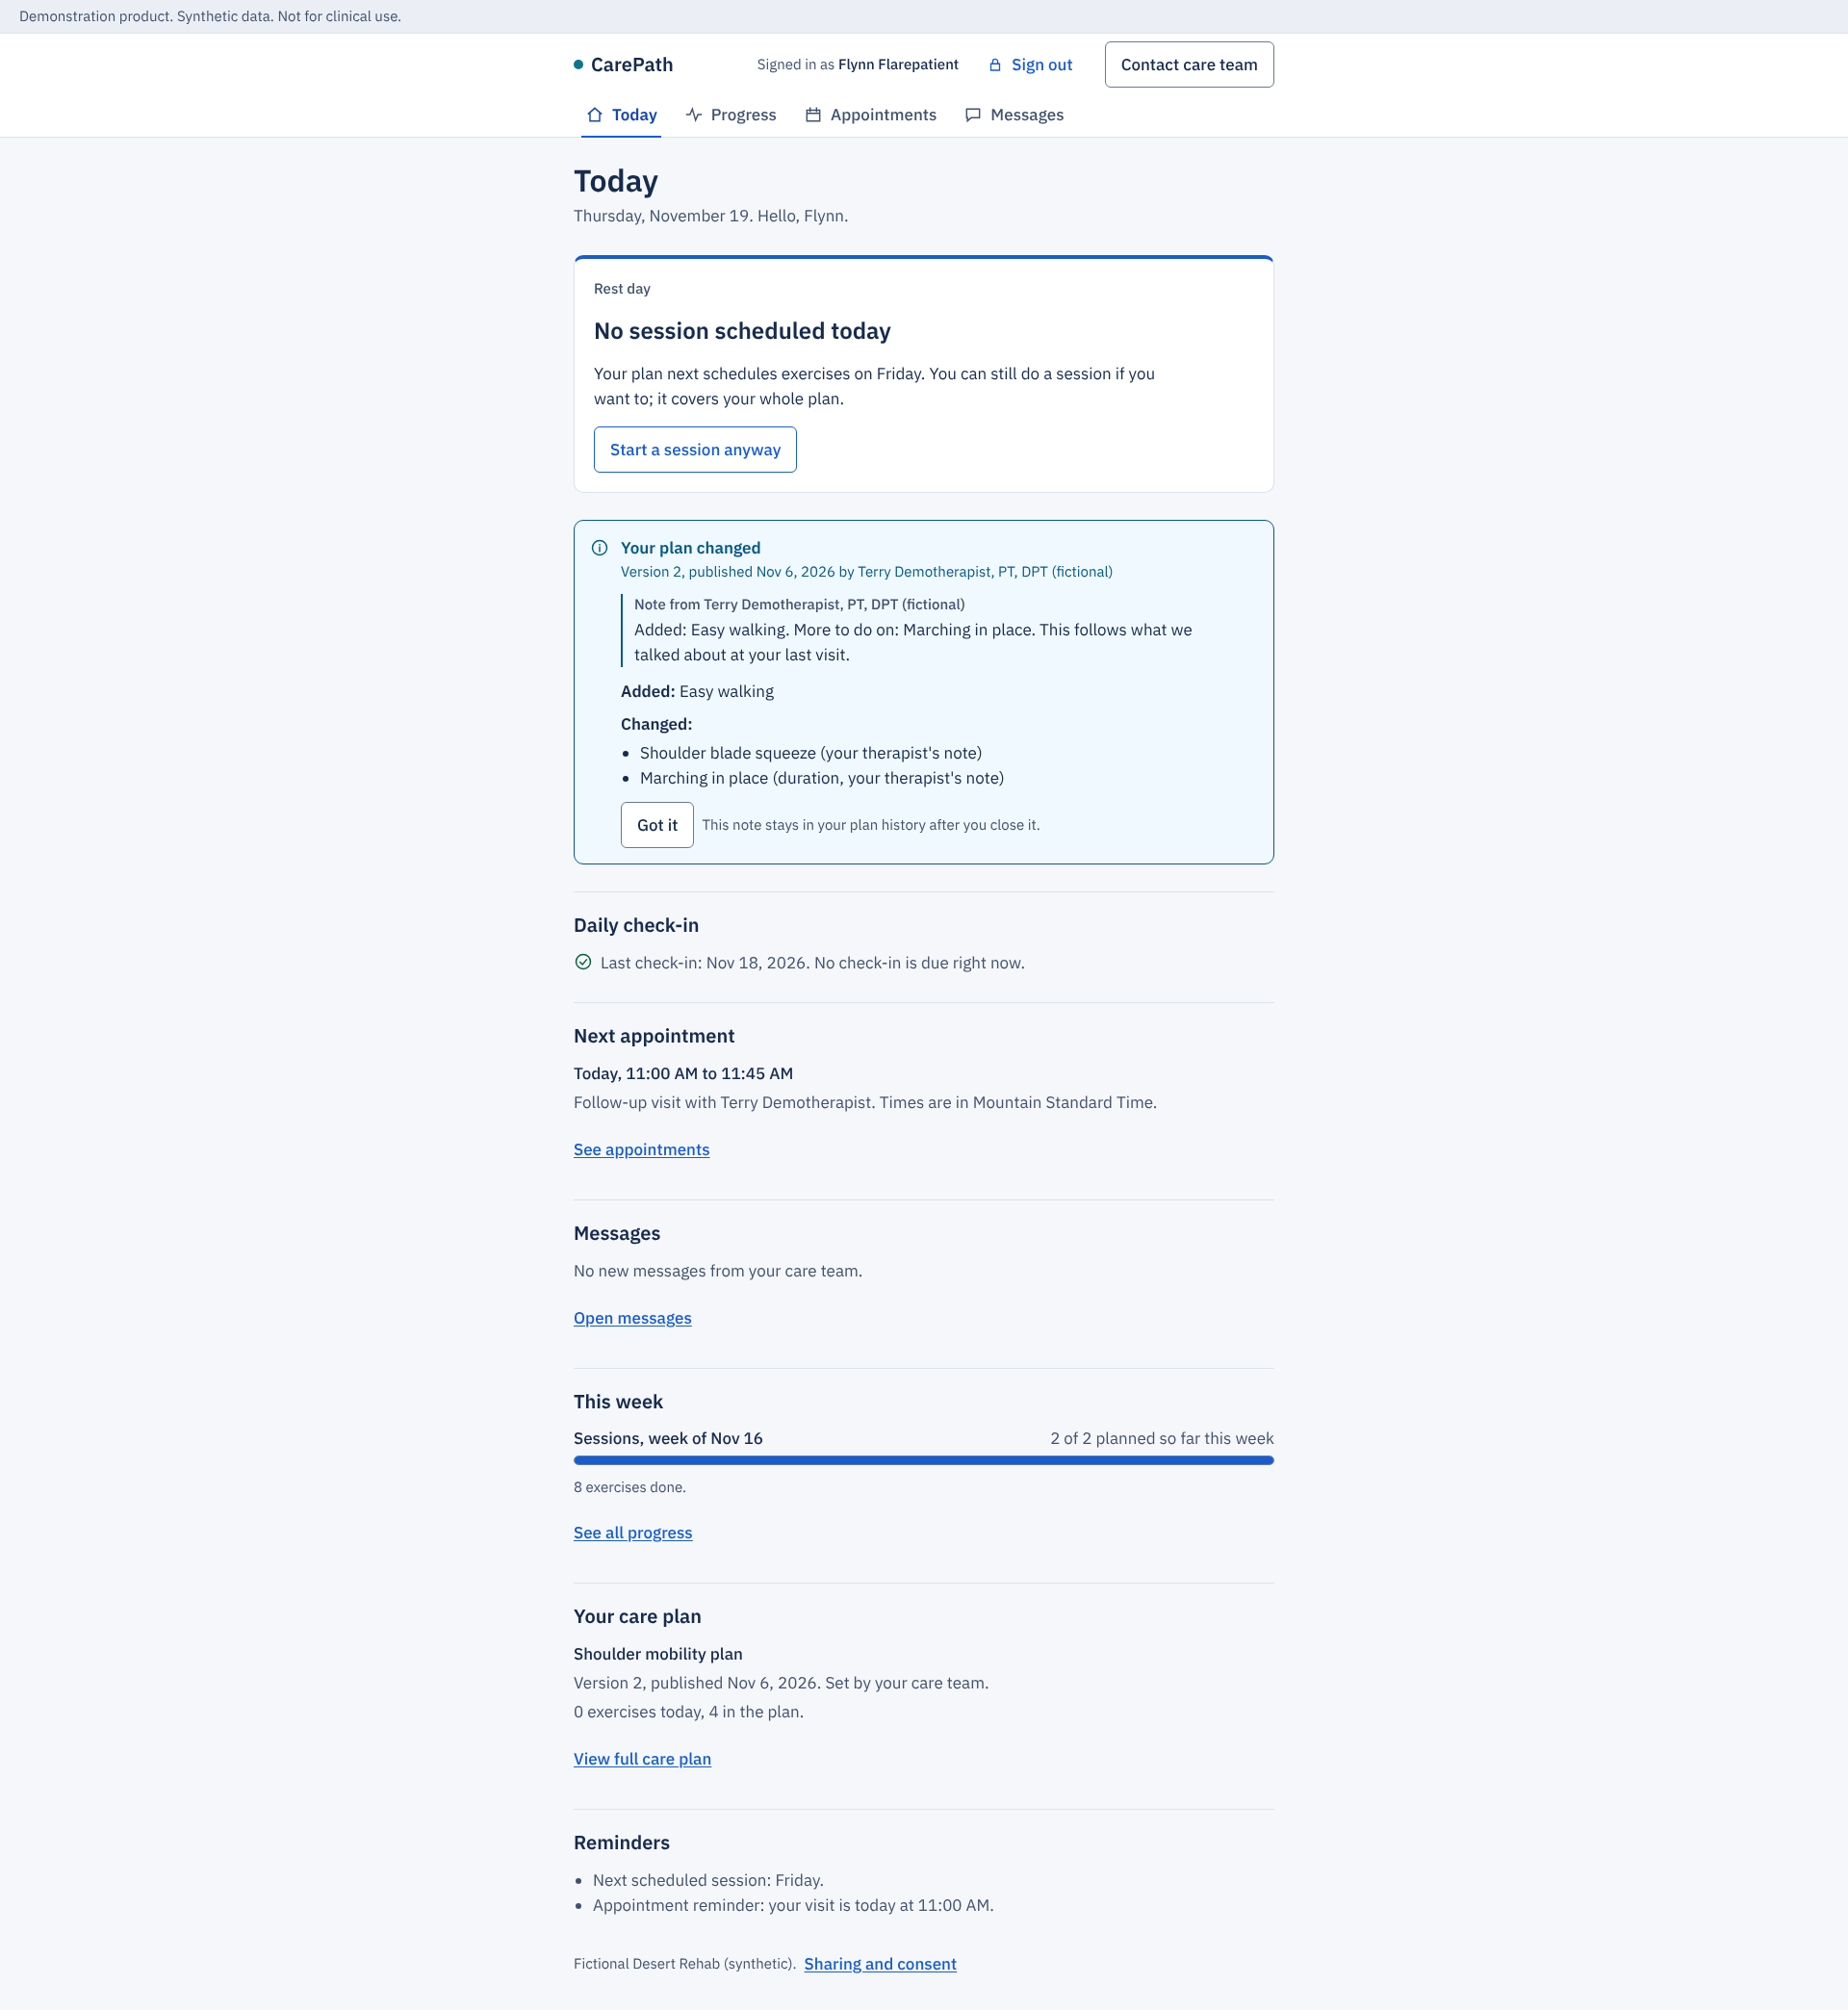 Demonstration product. Synthetic data. Not for clinical use.
CarePath
Signed in as Flynn Flarepatient
Sign out
Contact care team
Today
Progress
Appointments
Messages
Today
Thursday, November 19. Hello, Flynn.
Rest day
No session scheduled today
Your plan next schedules exercises on Friday. You can still do a session if you
want to; it covers your whole plan.
Start a session anyway
Your plan changed
Version 2, published Nov 6, 2026 by Terry Demotherapist, PT, DPT (fictional)
Note from Terry Demotherapist, PT, DPT (fictional)
Added: Easy walking. More to do on: Marching in place. This follows what we
talked about at your last visit.
Added: Easy walking
Changed:
Shoulder blade squeeze (your therapist's note)
Marching in place (duration, your therapist's note)
Got it
This note stays in your plan history after you close it.
Daily check-in
Last check-in: Nov 18, 2026. No check-in is due right now.
Next appointment
Today, 11:00 AM to 11:45 AM
Follow-up visit with Terry Demotherapist. Times are in Mountain Standard Time.
See appointments
Messages
No new messages from your care team.
Open messages
This week
Sessions, week of Nov 16
2 of 2 planned so far this week
8 exercises done.
See all progress
Your care plan
Shoulder mobility plan
Version 2, published Nov 6, 2026. Set by your care team.
0 exercises today, 4 in the plan.
View full care plan
Reminders
Next scheduled session: Friday.
Appointment reminder: your visit is today at 11:00 AM.
Fictional Desert Rehab (synthetic). Sharing and consent